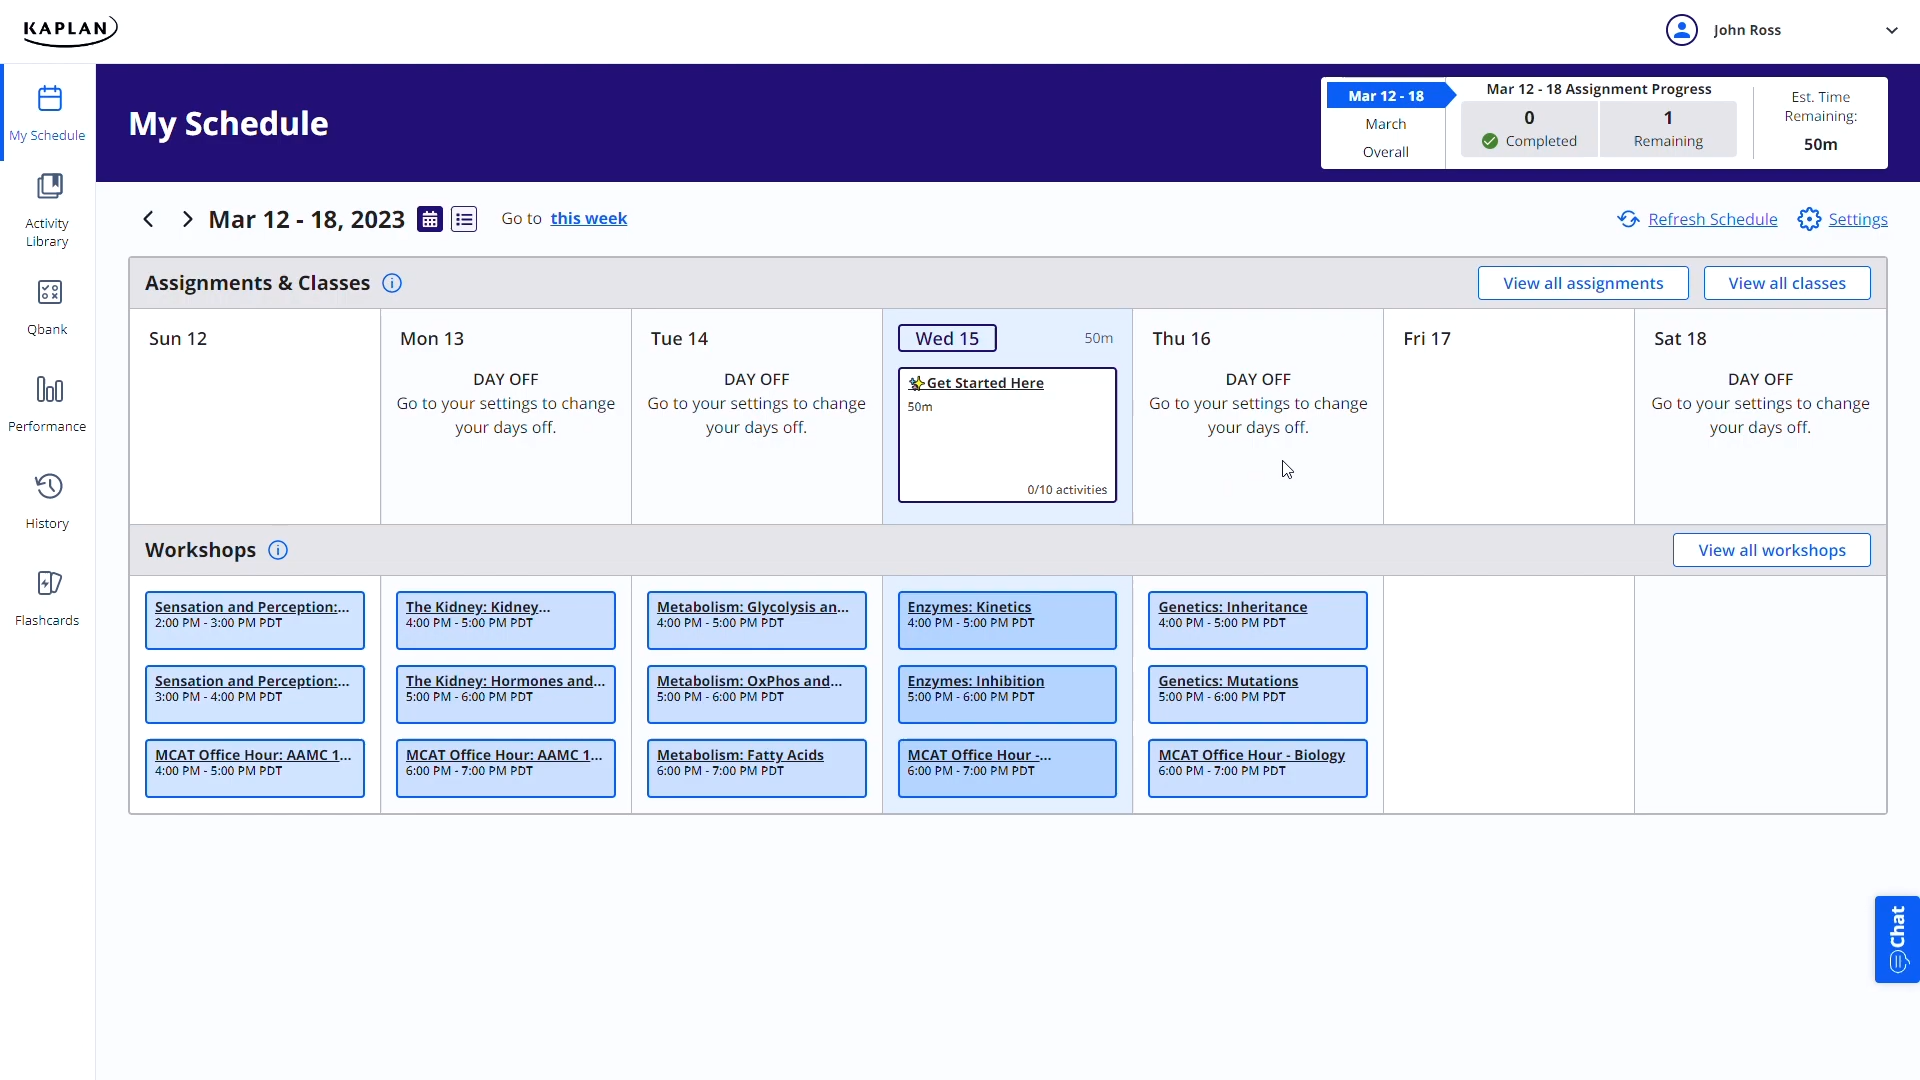 KAPLAN
John Ross
My Schedule
Activity
Library
Qbank
Performance
History
Flashcards
My Schedule
Mar 12 - 18
March
Overall
Mar 12 - 18 Assignment Progress
0
Completed
1
Remaining
Est. Time
Remaining:
50m
Mar 12 - 18, 2023
Go to this week
Refresh Schedule
Settings
Assignments & Classes
View all assignments
View all classes
Sun 12
Mon 13
DAY OFF
Go to your settings to change
your days off.
Tue 14
DAY OFF
Go to your settings to change
your days off.
Wed 15
50m
Get Started Here
50m
0/10 activities
Thu 16
DAY OFF
Go to your settings to change
your days off.
Fri 17
Sat 18
DAY OFF
Go to your settings to change
your days off.
Workshops
View all workshops
Sensation and Perception:...
2:00 PM - 3:00 PM PDT
Sensation and Perception:...
3:00 PM - 4:00 PM PDT
MCAT Office Hour: AAMC 1...
4:00 PM - 5:00 PM PDT
The Kidney: Kidney...
4:00 PM - 5:00 PM PDT
The Kidney: Hormones and...
5:00 PM - 6:00 PM PDT
MCAT Office Hour: AAMC 1...
6:00 PM - 7:00 PM PDT
Metabolism: Glycolysis an...
4:00 PM - 5:00 PM PDT
Metabolism: OxPhos and...
5:00 PM - 6:00 PM PDT
Metabolism: Fatty Acids
6:00 PM - 7:00 PM PDT
Enzymes: Kinetics
4:00 PM - 5:00 PM PDT
Enzymes: Inhibition
5:00 PM - 6:00 PM PDT
MCAT Office Hour -...
6:00 PM - 7:00 PM PDT
Genetics: Inheritance
4:00 PM - 5:00 PM PDT
Genetics: Mutations
5:00 PM - 6:00 PM PDT
MCAT Office Hour - Biology
6:00 PM - 7:00 PM PDT
Chat